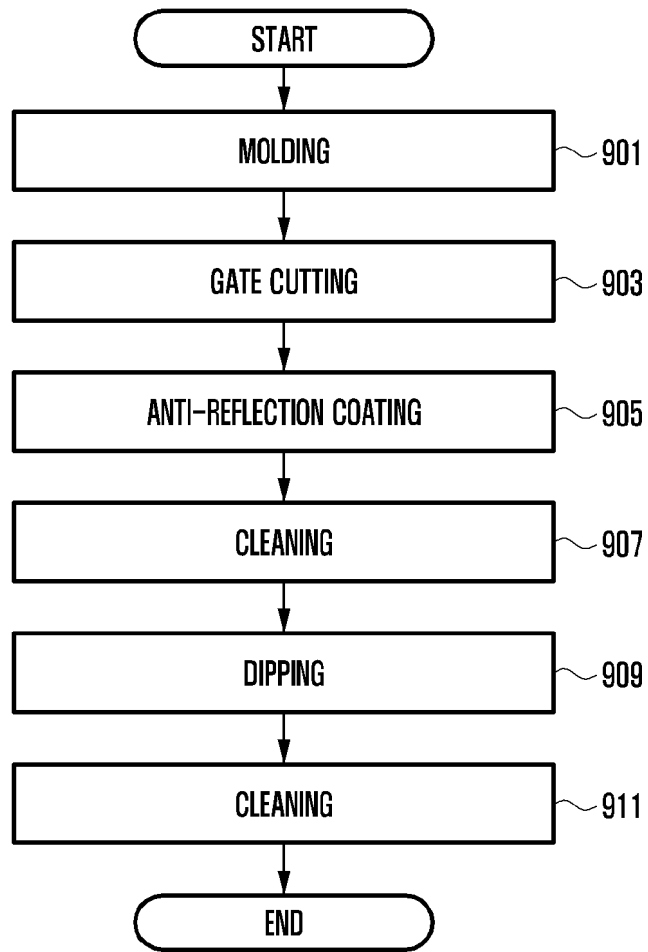 START
MOLDING
901
GATE CUTTING
903
ANTI-REFLECTION COATING
905
CLEANING
907
DIPPING
909
CLEANING
911
END